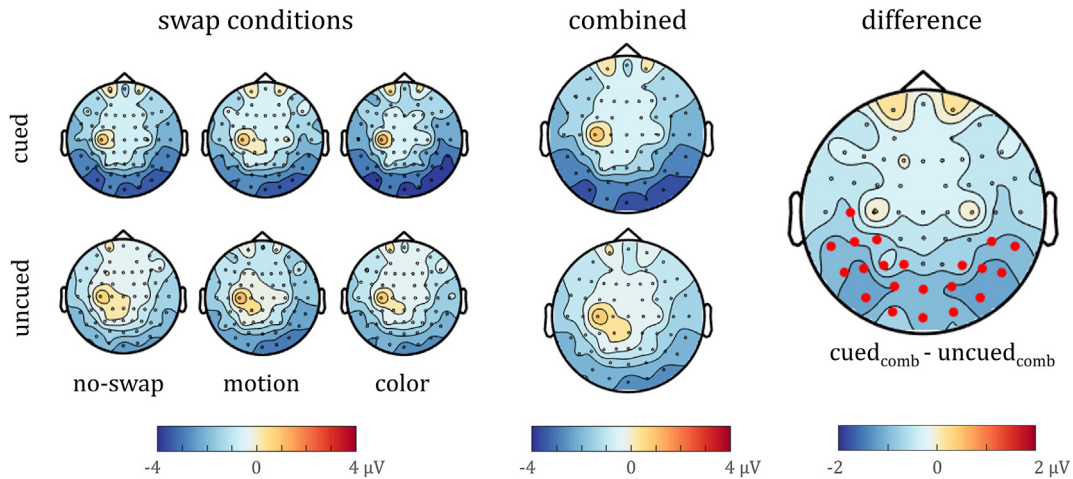 swap conditions
combined
difference
cued
uncued
no-swap
motion
color
cued_comb - uncued_comb
-4 0 4 μV
-4 0 4 μV
-2 0 2 μV